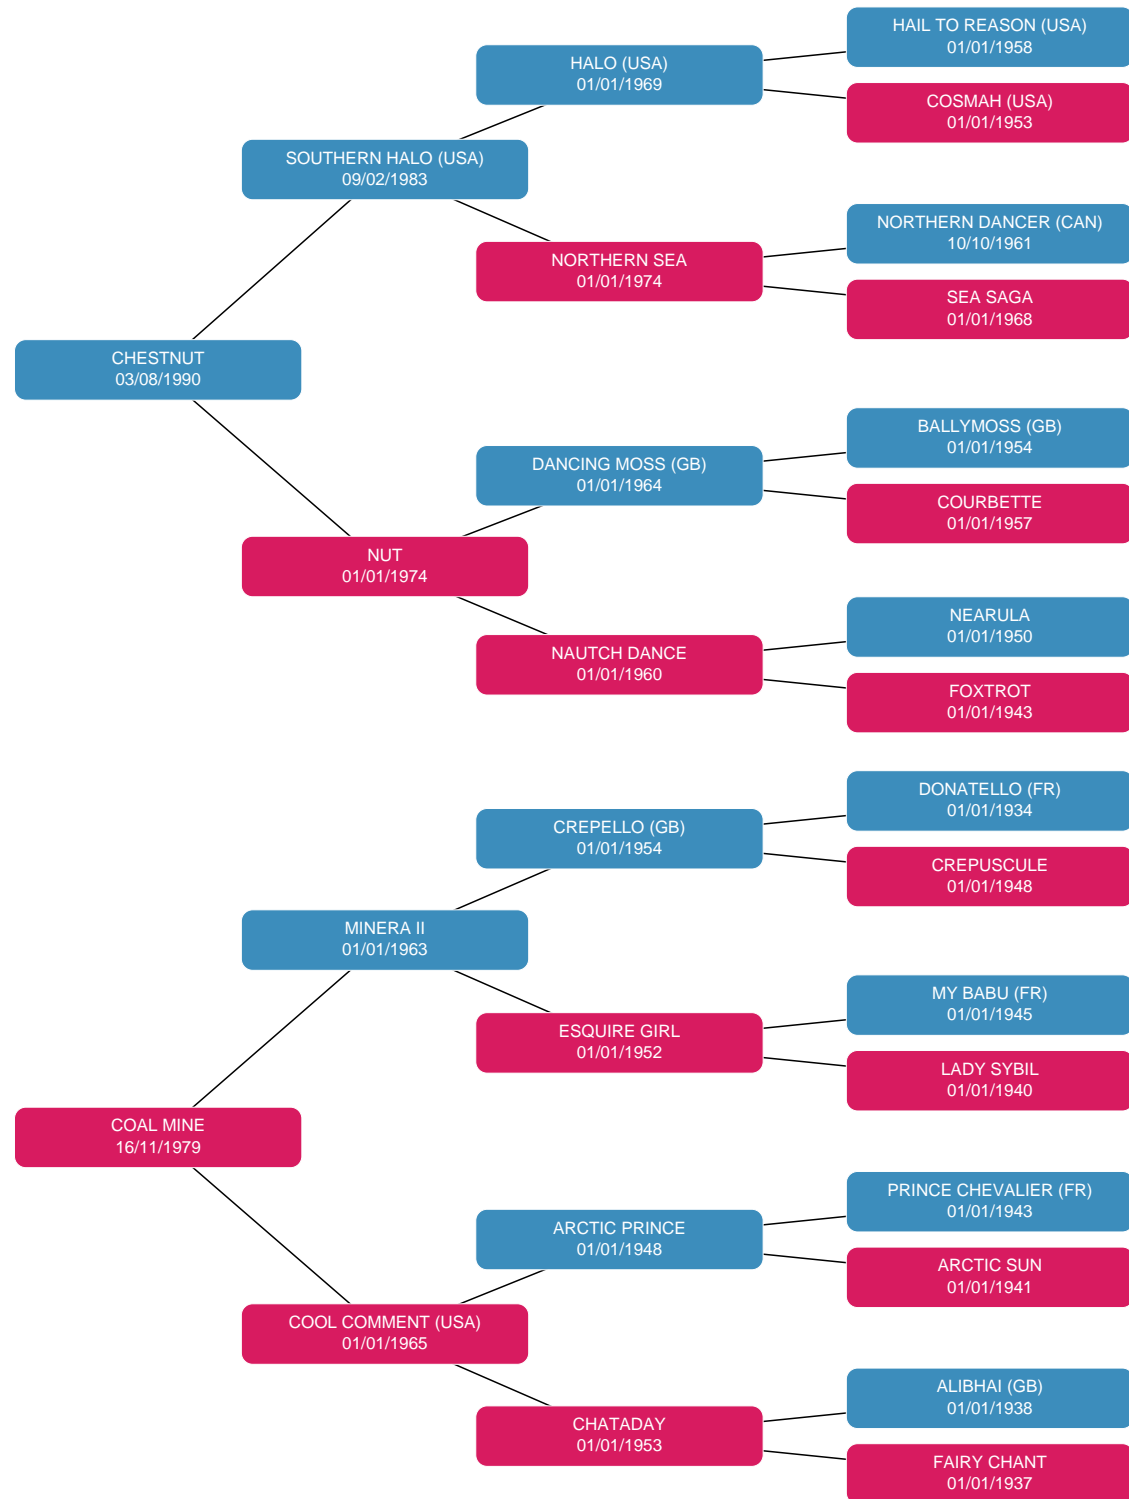 HAIL TO REASON (USA)
01/01/1958
HALO (USA)
01/01/1969
COSMAH (USA)
01/01/1953
SOUTHERN HALO (USA)
09/02/1983
NORTHERN DANCER (CAN)
10/10/1961
NORTHERN SEA
01/01/1974
SEA SAGA
01/01/1968
CHESTNUT
03/08/1990
BALLYMOSS (GB)
01/01/1954
DANCING MOSS (GB)
01/01/1964
COURBETTE
01/01/1957
NUT
01/01/1974
NEARULA
01/01/1950
NAUTCH DANCE
01/01/1960
FOXTROT
01/01/1943
DONATELLO (FR)
01/01/1934
CREPELLO (GB)
01/01/1954
CREPUSCULE
01/01/1948
MINERA II
01/01/1963
MY BABU (FR)
01/01/1945
ESQUIRE GIRL
01/01/1952
LADY SYBIL
01/01/1940
COAL MINE
16/11/1979
PRINCE CHEVALIER (FR)
01/01/1943
ARCTIC PRINCE
01/01/1948
ARCTIC SUN
01/01/1941
COOL COMMENT (USA)
01/01/1965
ALIBHAI (GB)
01/01/1938
CHATADAY
01/01/1953
FAIRY CHANT
01/01/1937